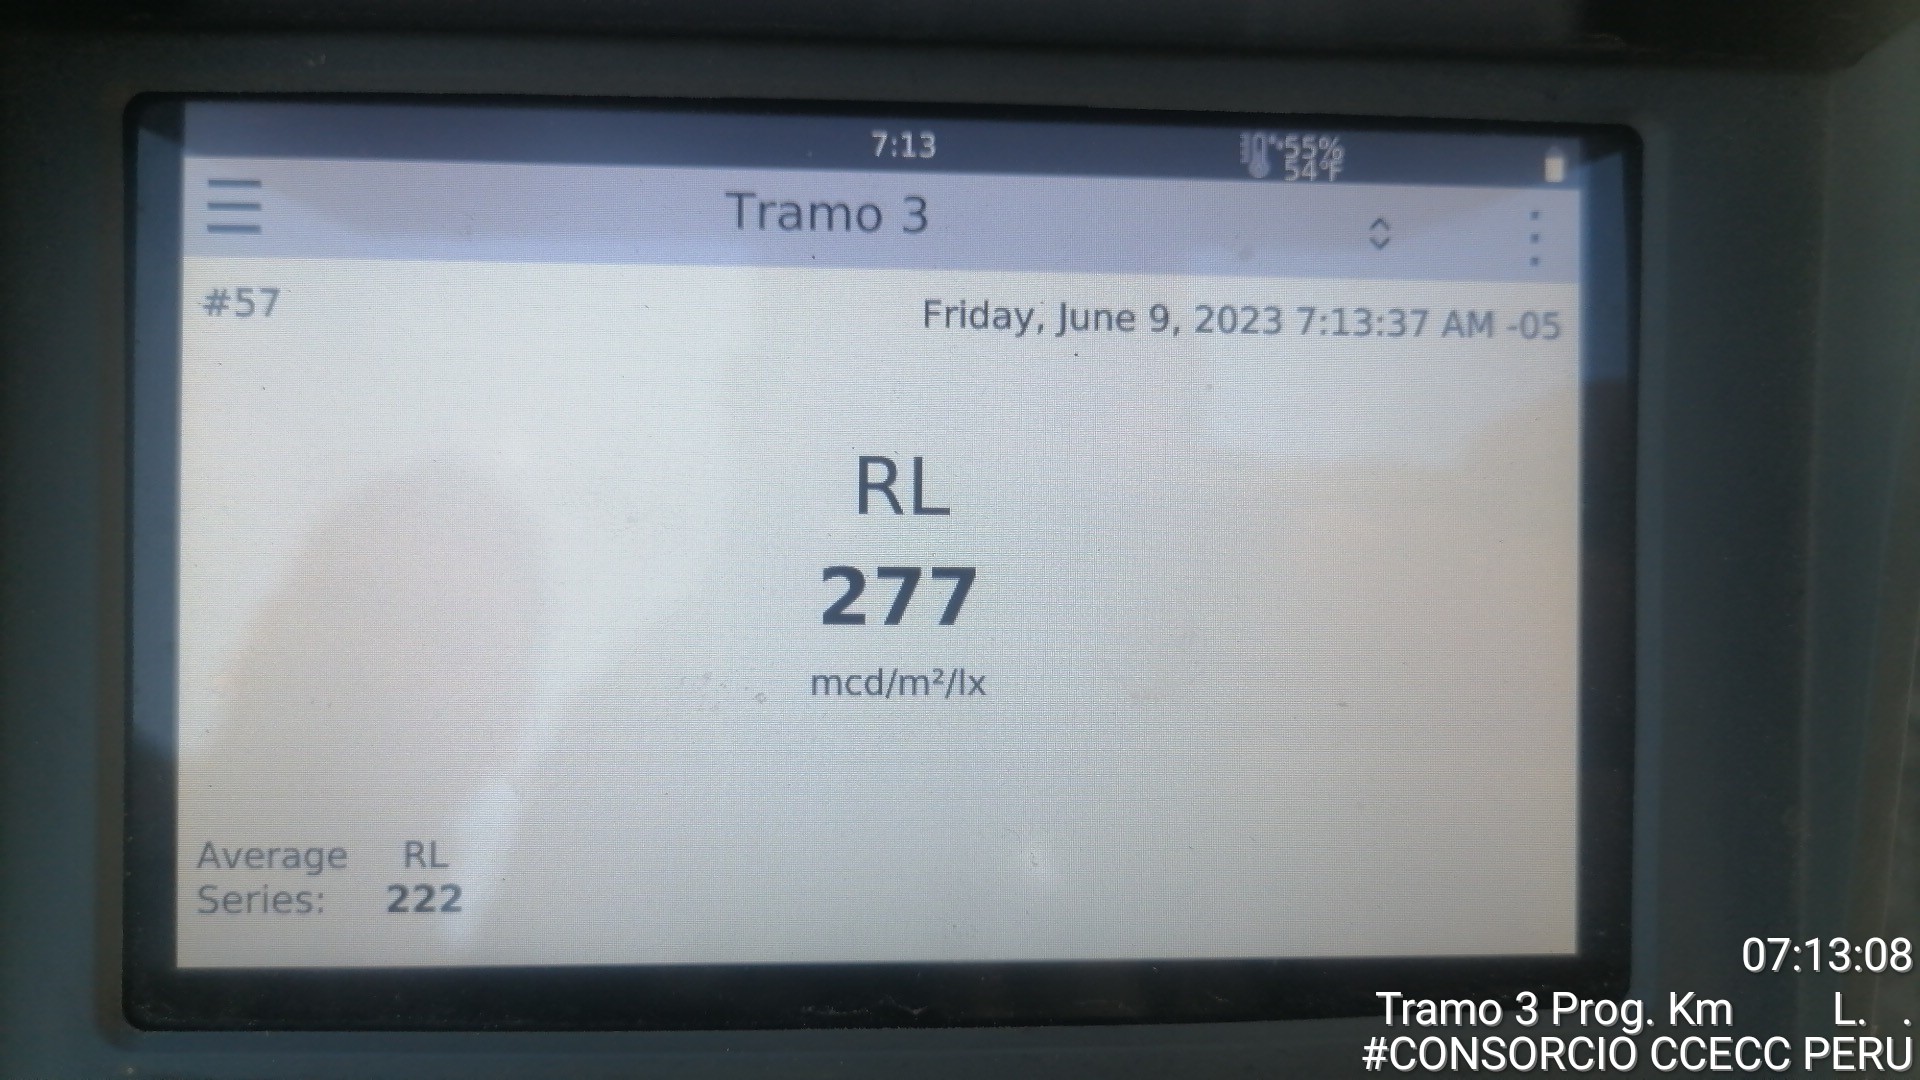 7:13
55%
54°F
Tramo 3
#57
Friday, June 9, 2023 7:13:37 AM -05
RL
277
mcd/m²/lx
Average RL
Series: 222
07:13:08
Tramo 3 Prog. Km L. .
#CONSORCIO CCECC PERU